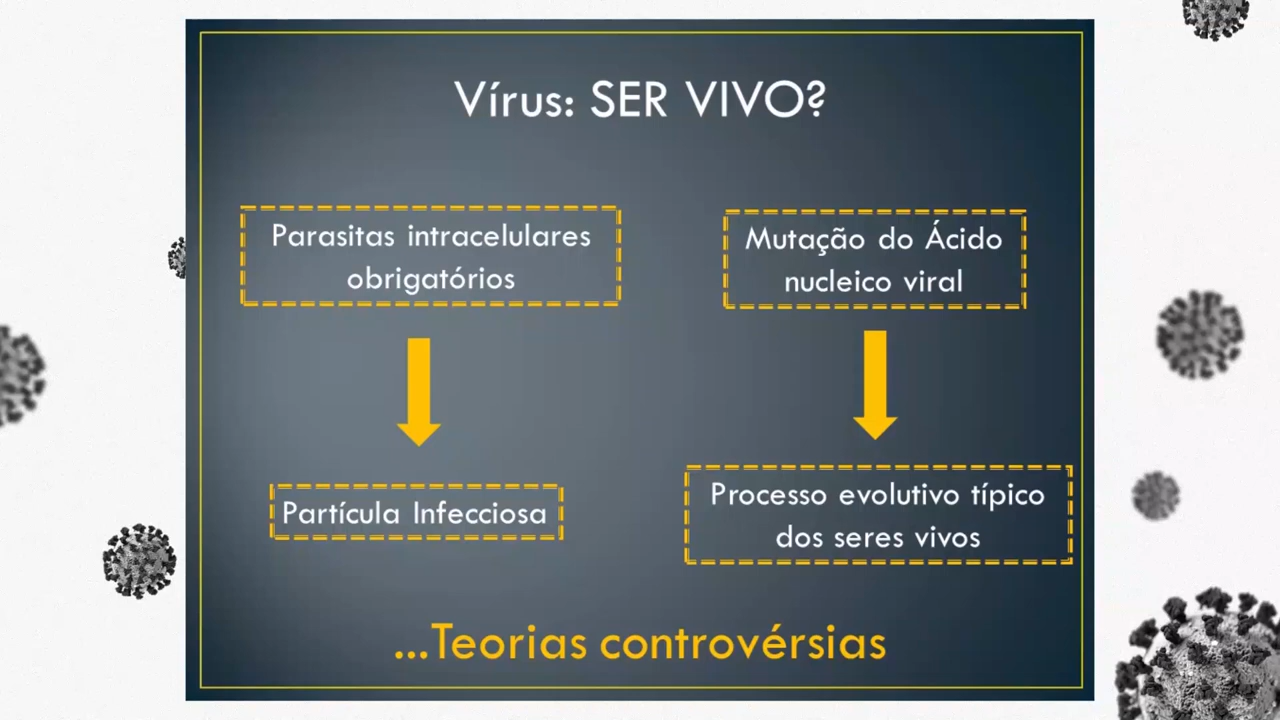 Vírus: SER VIVO?
Parasitas intracelulares
obrigatórios
Mutação do Ácido
nucleico viral
Partícula Infecciosa
Processo evolutivo típico
dos seres vivos
...Teorias controvérsias